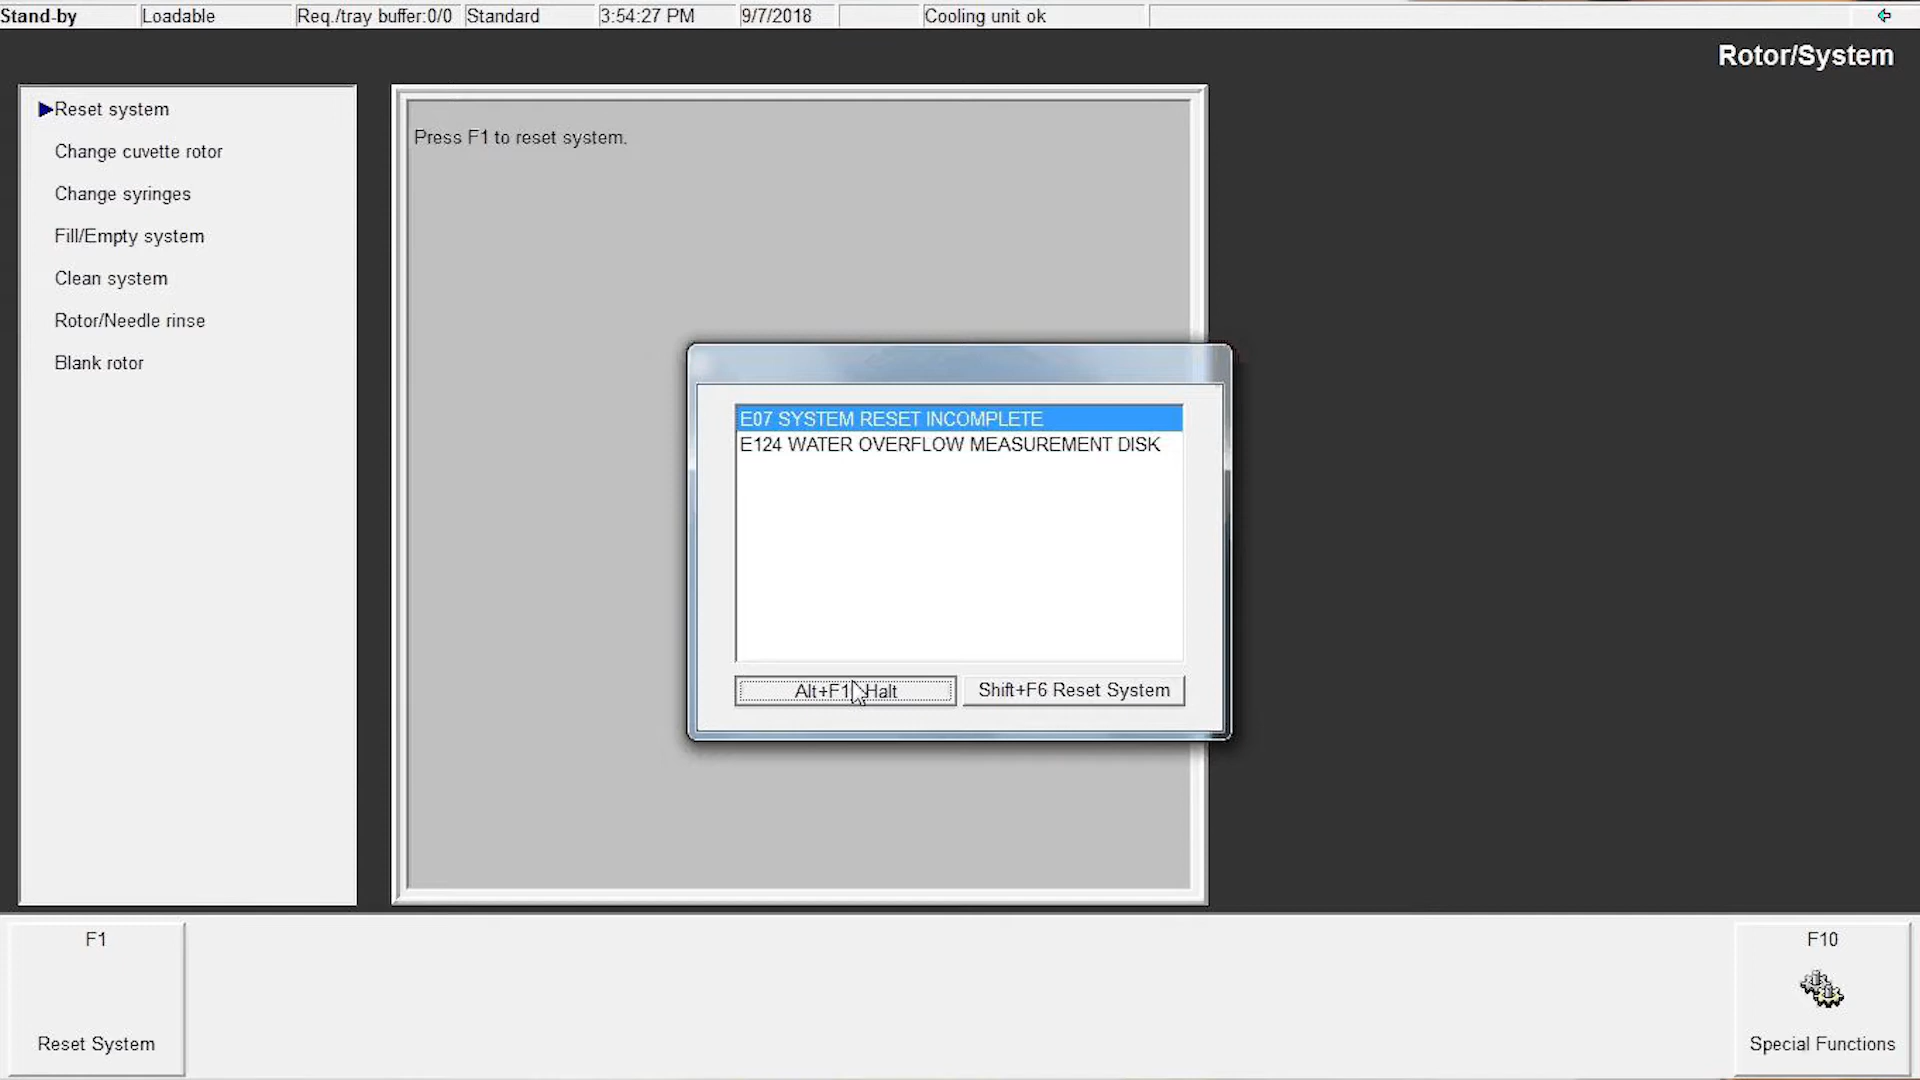 Stand-by Loadable Req./tray buffer:0/0 Standard 3:54:27 PM 9/7/2018 Cooling unit ok
Rotor/System
Reset system
Change cuvette rotor
Change syringes
Fill/Empty system
Clean system
Rotor/Needle rinse
Blank rotor
Press F1 to reset system.
E07 SYSTEM RESET INCOMPLETE
E124 WATER OVERFLOW MEASUREMENT DISK
Alt+F1 Halt Shift+F6 Reset System
F1
Reset System
F10
Special Functions